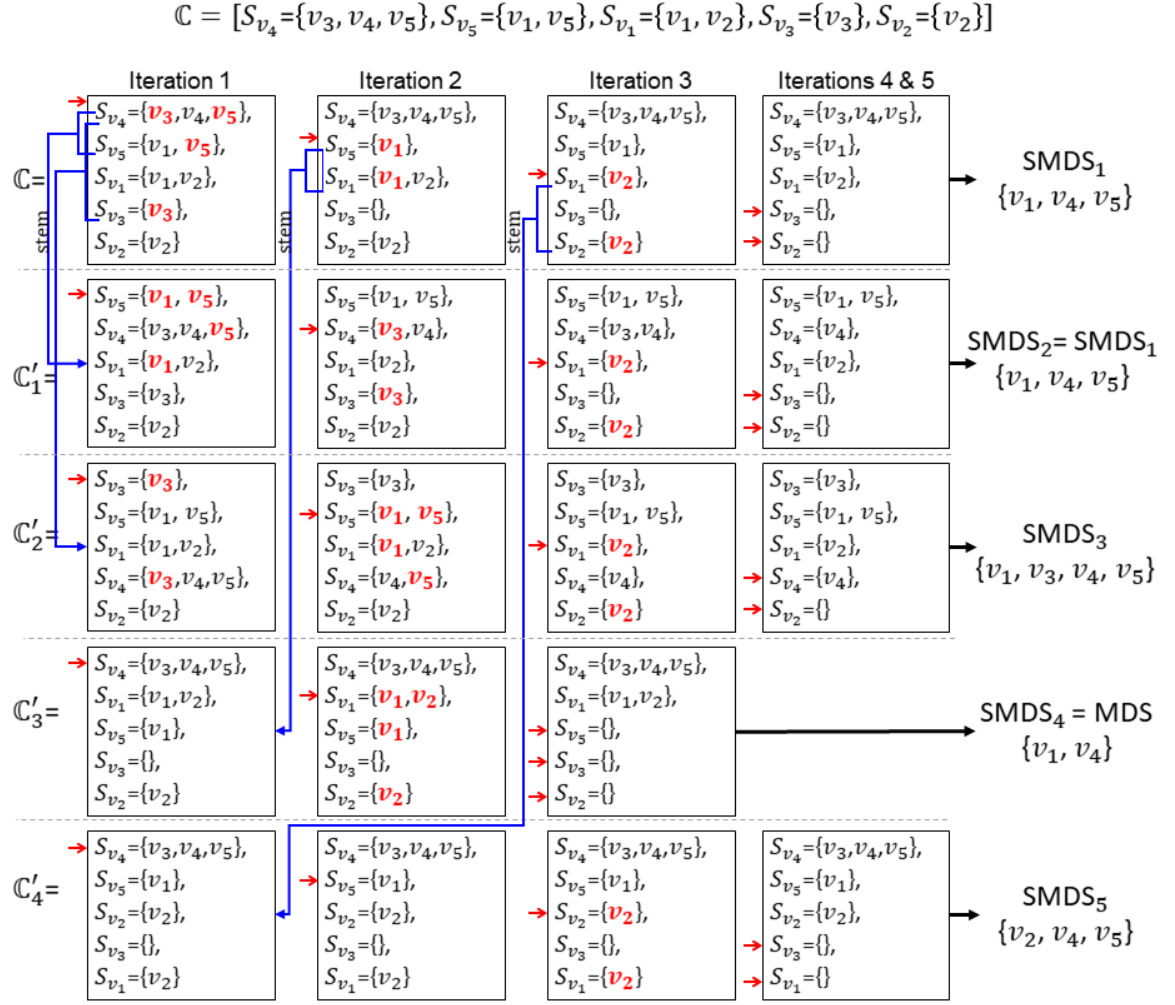 ℂ = [S_{v_4}={v_3, v_4, v_5}, S_{v_5}={v_1, v_5}, S_{v_1}={v_1, v_2}, S_{v_3}={v_3}, S_{v_2}={v_2}]
Iteration 1 Iteration 2 Iteration 3 Iterations 4 & 5
ℂ=
stem
S_{v_4}={v_3,v_4,v_5},
S_{v_5}={v_1, v_5},
S_{v_1}={v_1,v_2},
S_{v_3}={v_3},
S_{v_2}={v_2}
stem
S_{v_4}={v_3,v_4,v_5},
S_{v_5}={v_1},
S_{v_1}={v_1,v_2},
S_{v_3}={},
S_{v_2}={v_2}
stem
S_{v_4}={v_3,v_4,v_5},
S_{v_5}={v_1},
S_{v_1}={v_2},
S_{v_3}={},
S_{v_2}={v_2}
S_{v_4}={v_3,v_4,v_5},
S_{v_5}={v_1},
S_{v_1}={v_2},
S_{v_3}={},
S_{v_2}={}
SMDS_1
{v_1, v_4, v_5}
ℂ′_1=
S_{v_5}={v_1, v_5},
S_{v_4}={v_3,v_4,v_5},
S_{v_1}={v_1,v_2},
S_{v_3}={v_3},
S_{v_2}={v_2}
S_{v_5}={v_1, v_5},
S_{v_4}={v_3,v_4},
S_{v_1}={v_2},
S_{v_3}={v_3},
S_{v_2}={v_2}
S_{v_5}={v_1, v_5},
S_{v_4}={v_3,v_4},
S_{v_1}={v_2},
S_{v_3}={},
S_{v_2}={v_2}
S_{v_5}={v_1, v_5},
S_{v_4}={v_4},
S_{v_1}={v_2},
S_{v_3}={},
S_{v_2}={}
SMDS_2= SMDS_1
{v_1, v_4, v_5}
ℂ′_2=
S_{v_3}={v_3},
S_{v_5}={v_1, v_5},
S_{v_1}={v_1,v_2},
S_{v_4}={v_3,v_4,v_5},
S_{v_2}={v_2}
S_{v_3}={v_3},
S_{v_5}={v_1, v_5},
S_{v_1}={v_1,v_2},
S_{v_4}={v_4,v_5},
S_{v_2}={v_2}
S_{v_3}={v_3},
S_{v_5}={v_1, v_5},
S_{v_1}={v_2},
S_{v_4}={v_4},
S_{v_2}={v_2}
S_{v_3}={v_3},
S_{v_5}={v_1, v_5},
S_{v_1}={v_2},
S_{v_4}={v_4},
S_{v_2}={}
SMDS_3
{v_1, v_3, v_4, v_5}
ℂ′_3=
S_{v_4}={v_3,v_4,v_5},
S_{v_1}={v_1,v_2},
S_{v_5}={v_1},
S_{v_3}={},
S_{v_2}={v_2}
S_{v_4}={v_3,v_4,v_5},
S_{v_1}={v_1,v_2},
S_{v_5}={v_1},
S_{v_3}={},
S_{v_2}={v_2}
S_{v_4}={v_3,v_4,v_5},
S_{v_1}={v_1,v_2},
S_{v_5}={},
S_{v_3}={},
S_{v_2}={}
SMDS_4 = MDS
{v_1, v_4}
ℂ′_4=
S_{v_4}={v_3,v_4,v_5},
S_{v_5}={v_1},
S_{v_2}={v_2},
S_{v_3}={},
S_{v_1}={v_2}
S_{v_4}={v_3,v_4,v_5},
S_{v_5}={v_1},
S_{v_2}={v_2},
S_{v_3}={},
S_{v_1}={v_2}
S_{v_4}={v_3,v_4,v_5},
S_{v_5}={v_1},
S_{v_2}={v_2},
S_{v_3}={},
S_{v_1}={v_2}
S_{v_4}={v_3,v_4,v_5},
S_{v_5}={v_1},
S_{v_2}={v_2},
S_{v_3}={},
S_{v_1}={}
SMDS_5
{v_2, v_4, v_5}